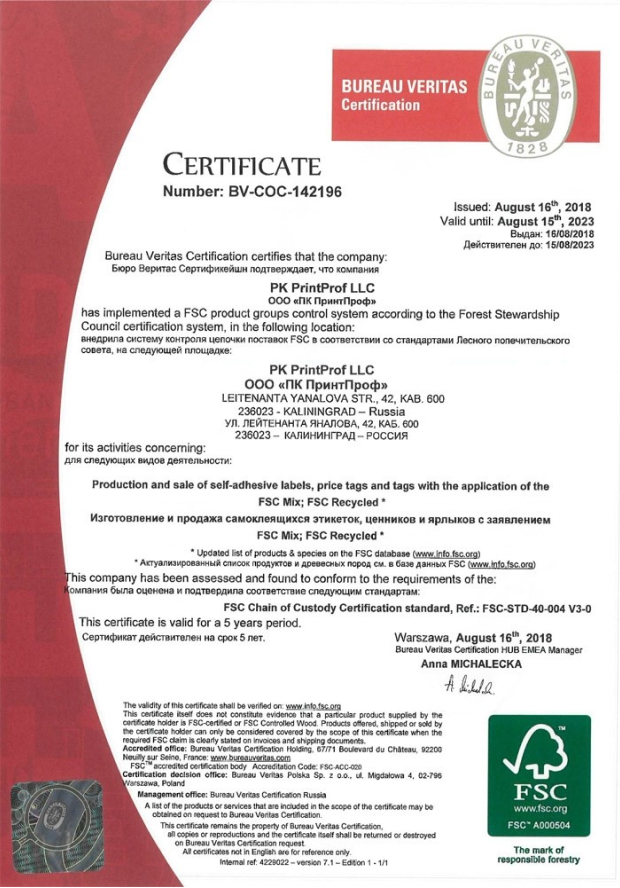 BUREAU VERITAS
Certification
BUREAU VERITAS
1828
CERTIFICATE
Number: BV-COC-142196
Issued: August 16th, 2018
Valid until: August 15th, 2023
Выдан: 16/08/2018
Действителен до: 15/08/2023
Bureau Veritas Certification certifies that the company:
Бюро Веритас Сертификейшн подтверждает, что компания
PK PrintProf LLC
ООО «ПК ПринтПроф»
has implemented a FSC product groups control system according to the Forest Stewardship
Council certification system, in the following location:
внедрила систему контроля цепочки поставок FSC в соответствии со стандартами Лесного попечительского
совета, на следующей площадке:
PK PrintProf LLC
ООО «ПК ПринтПроф»
LEITENANTA YANALOVA STR., 42, KAB. 600
236023 - KALININGRAD – Russia
УЛ. ЛЕЙТЕНАНТА ЯНАЛОВА, 42, КАБ. 600
236023 – КАЛИНИНГРАД – РОССИЯ
for its activities concerning:
для следующих видов деятельности:
Production and sale of self-adhesive labels, price tags and tags with the application of the
FSC Mix; FSC Recycled *
Изготовление и продажа самоклеящихся этикеток, ценников и ярлыков с заявлением
FSC Mix; FSC Recycled *
* Updated list of products & species on the FSC database (www.info.fsc.org)
* Актуализированный список продуктов и древесных пород см. в базе данных FSC (www.info.fsc.org)
This company has been assessed and found to conform to the requirements of the:
Компания была оценена и подтвердила соответствие следующим стандартам:
FSC Chain of Custody Certification standard, Ref.: FSC-STD-40-004 V3-0
This certificate is valid for a 5 years period.
Сертификат действителен на срок 5 лет.
Warszawa, August 16th, 2018
Bureau Veritas Certification HUB EMEA Manager
Anna MICHALECKA
The validity of this certificate shall be verified on: www.info.fsc.org
This certificate itself does not constitute evidence that a particular product supplied by the
certificate holder is FSC-certified or FSC Controlled Wood. Products offered, shipped or sold by
the certificate holder can only be considered covered by the scope of this certificate when the
required FSC claim is clearly stated on invoices and shipping documents.
Accredited office: Bureau Veritas Certification Holding, 67/71 Boulevard du Château, 92200
Neuilly sur Seine, France: www.bureauveritas.com
FSC™ accredited certification body Accreditation Code: FSC-ACC-020
Certification decision office: Bureau Veritas Polska Sp. z o.o., ul. Migdałowa 4, 02-796
Warszawa, Poland
Management office: Bureau Veritas Certification Russia
A list of the products or services that are included in the scope of the certificate may be
obtained on request to Bureau Veritas Certification.
This certificate remains the property of Bureau Veritas Certification,
all copies or reproductions and the certificate itself shall be returned or destroyed
on Bureau Veritas Certification request.
All certificates not in English are for reference only.
Internal ref: 4229022 – version 7.1 – Edition 1 - 1/1
FSC
www.fsc.org
FSC™ A000504
The mark of
responsible forestry